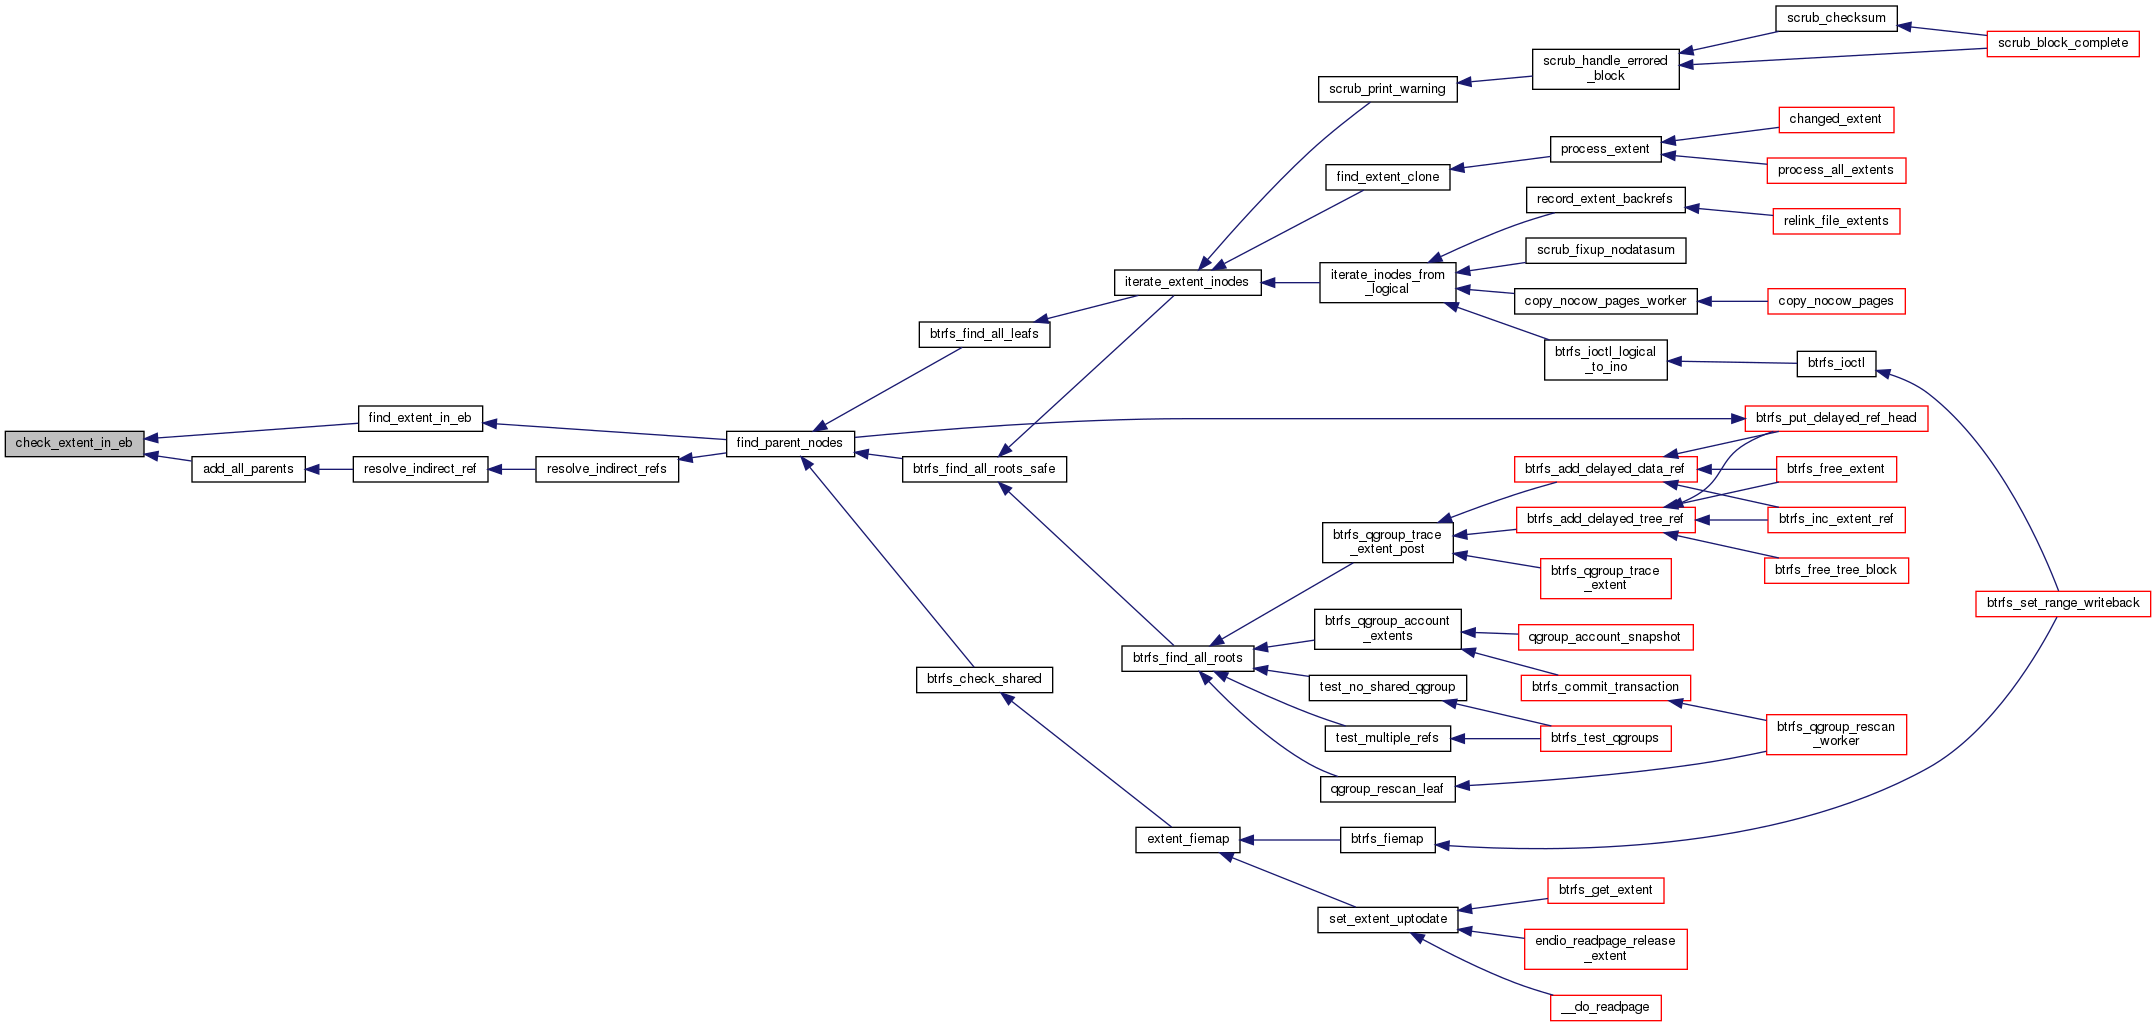 scrub_checksum
scrub_block_complete
scrub_handle_errored
_block
scrub_print_warning
changed_extent
process_extent
process_all_extents
find_extent_clone
record_extent_backrefs
relink_file_extents
scrub_fixup_nodatasum
iterate_extent_inodes
iterate_inodes_from
_logical
copy_nocow_pages_worker
copy_nocow_pages
btrfs_find_all_leafs
btrfs_ioctl_logical
_to_ino
btrfs_ioctl
find_extent_in_eb
btrfs_put_delayed_ref_head
check_extent_in_eb
find_parent_nodes
add_all_parents
resolve_indirect_ref
resolve_indirect_refs
btrfs_find_all_roots_safe
btrfs_add_delayed_data_ref
btrfs_free_extent
btrfs_add_delayed_tree_ref
btrfs_inc_extent_ref
btrfs_qgroup_trace
_extent_post
btrfs_free_tree_block
btrfs_qgroup_trace
_extent
btrfs_set_range_writeback
btrfs_qgroup_account
_extents
qgroup_account_snapshot
btrfs_find_all_roots
btrfs_check_shared
test_no_shared_qgroup
btrfs_commit_transaction
test_multiple_refs
btrfs_test_qgroups
btrfs_qgroup_rescan
_worker
qgroup_rescan_leaf
extent_fiemap
btrfs_fiemap
btrfs_get_extent
set_extent_uptodate
endio_readpage_release
_extent
__do_readpage